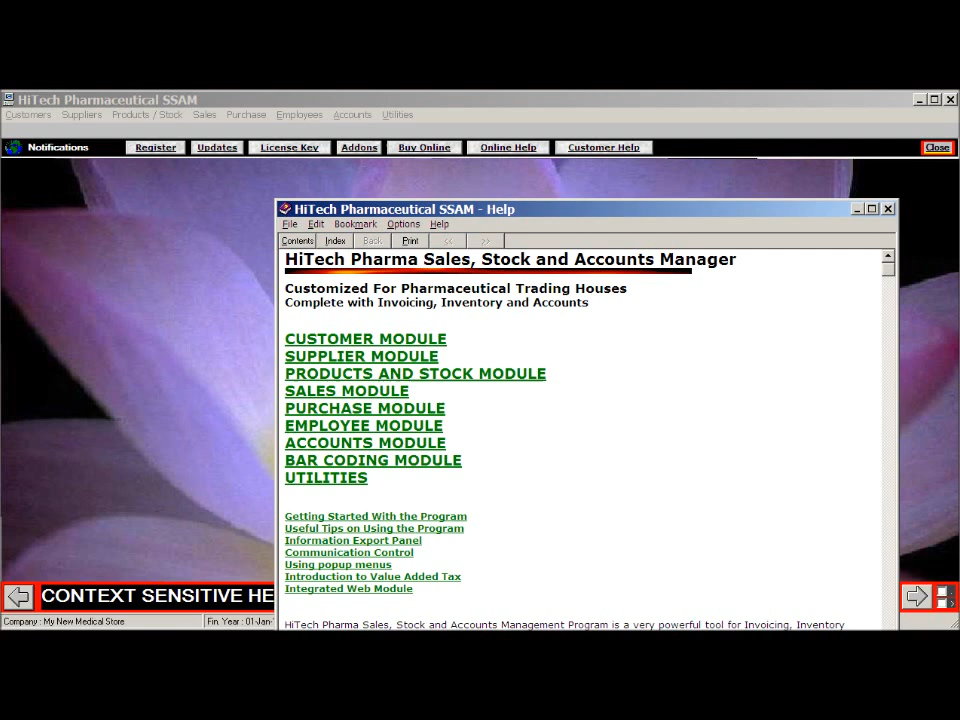 HiTech Pharmaceutical SSAM
Customers Suppliers Products / Stock Sales Purchase Employees Accounts Utilities
Notifications Register Updates License Key Addons Buy Online Online Help Customer Help Close
HiTech Pharmaceutical SSAM - Help
File Edit Bookmark Options Help
Contents Index Back Print << >>
HiTech Pharma Sales, Stock and Accounts Manager
Customized For Pharmaceutical Trading Houses
Complete with Invoicing, Inventory and Accounts
CUSTOMER MODULE
SUPPLIER MODULE
PRODUCTS AND STOCK MODULE
SALES MODULE
PURCHASE MODULE
EMPLOYEE MODULE
ACCOUNTS MODULE
BAR CODING MODULE
UTILITIES
Getting Started With the Program
Useful Tips on Using the Program
Information Export Panel
Communication Control
Using popup menus
Introduction to Value Added Tax
Integrated Web Module
CONTEXT SENSITIVE HE
Company : My New Medical Store Fin. Year : 01-Jan-
HiTech Pharma Sales, Stock and Accounts Management Program is a very powerful tool for Invoicing, Inventory